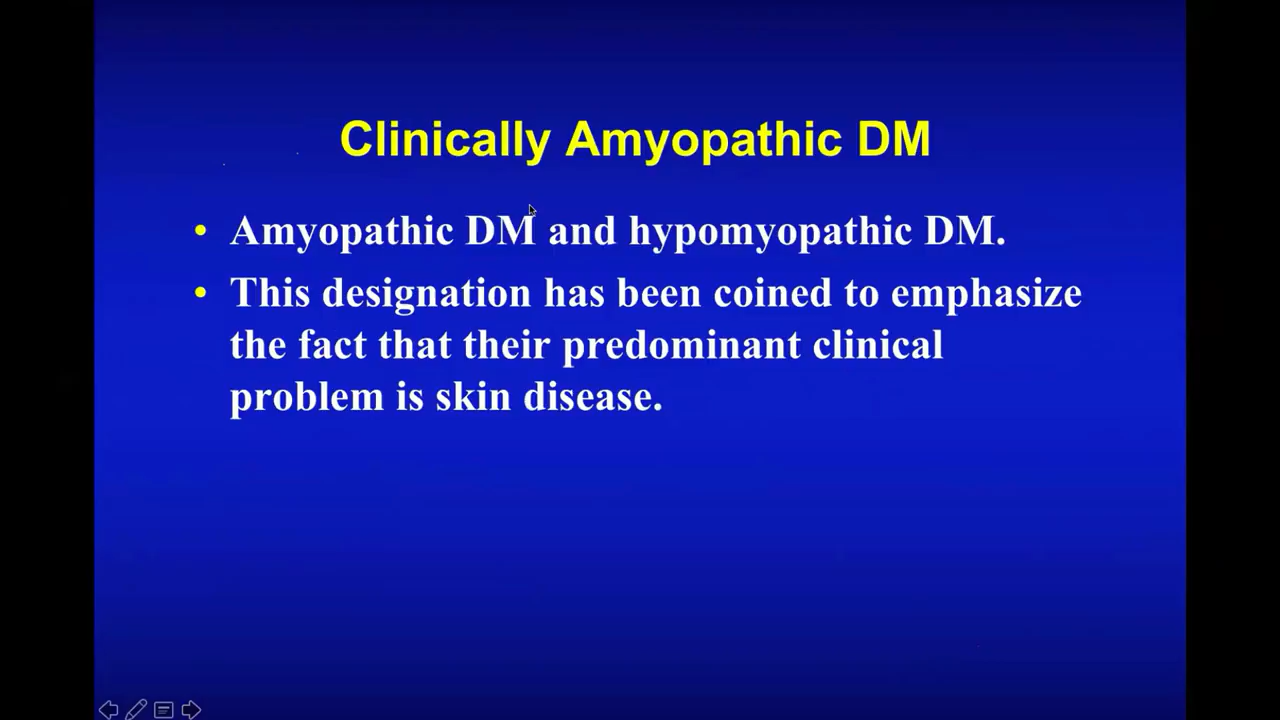 Clinically Amyopathic DM
• Amyopathic DM and hypomyopathic DM.
• This designation has been coined to emphasize
the fact that their predominant clinical
problem is skin disease.